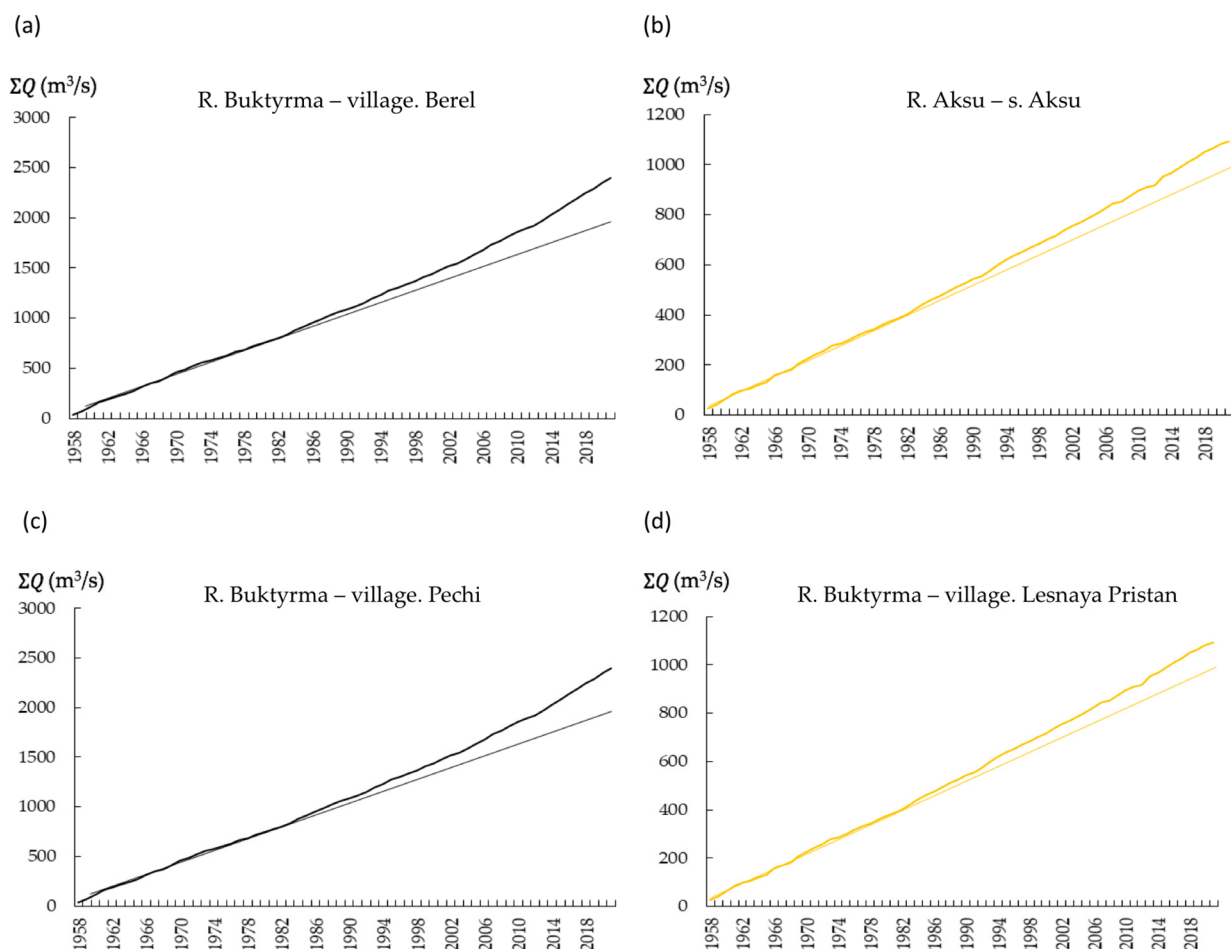 (a)
ΣQ (m³/s)
R. Buktyrma – village. Berel
3000
2500
2000
1500
1000
500
0
1958 1962 1966 1970 1974 1978 1982 1986 1990 1994 1998 2002 2006 2010 2014 2018
(b)
ΣQ (m³/s)
R. Aksu – s. Aksu
1200
1000
800
600
400
200
0
1958 1962 1966 1970 1974 1978 1982 1986 1990 1994 1998 2002 2006 2010 2014 2018
(c)
ΣQ (m³/s)
R. Buktyrma – village. Pechi
3000
2500
2000
1500
1000
500
0
1958 1962 1966 1970 1974 1978 1982 1986 1990 1994 1998 2002 2006 2010 2014 2018
(d)
ΣQ (m³/s)
R. Buktyrma – village. Lesnaya Pristan
1200
1000
800
600
400
200
0
1958 1962 1966 1970 1974 1978 1982 1986 1990 1994 1998 2002 2006 2010 2014 2018